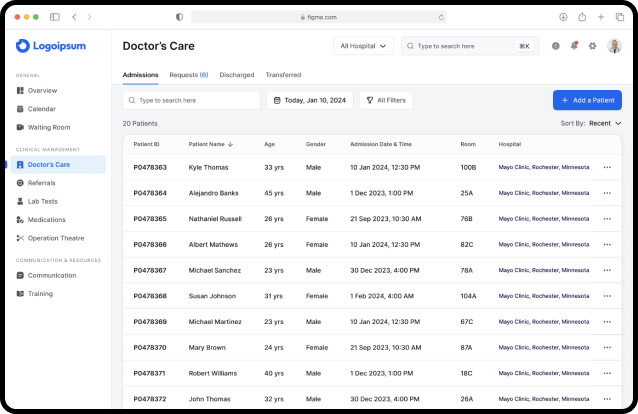 figma.com
Logoipsum
Doctor's Care
All Hospital
Type to search here
⌘K
GENERAL
Overview
Calendar
Waiting Room
CLINICAL MANAGEMENT
Doctor's Care
Referrals
Lab Tests
Medications
Operation Theatre
COMMUNICATION & RESOURCES
Communication
Training
Admissions Requests (6) Discharged Transferred
Type to search here
Today, Jan 10, 2024
All Filters
+ Add a Patient
20 Patients
Sort By: Recent
Patient ID Patient Name Age Gender Admission Date & Time Room Hospital
P0478363 Kyle Thomas 33 yrs Male 10 Jan 2024, 12:30 PM 100B Mayo Clinic, Rochester, Minnesota
P0478364 Alejandro Banks 45 yrs Male 1 Dec 2023, 1:00 PM 25A Mayo Clinic, Rochester, Minnesota
P0478365 Nathaniel Russell 26 yrs Female 21 Sep 2023, 10:30 AM 76B Mayo Clinic, Rochester, Minnesota
P0478366 Albert Mathews 26 yrs Female 10 Jan 2024, 12:30 PM 82C Mayo Clinic, Rochester, Minnesota
P0478367 Michael Sanchez 23 yrs Male 30 Dec 2023, 4:00 PM 78A Mayo Clinic, Rochester, Minnesota
P0478368 Susan Johnson 31 yrs Female 1 Feb 2024, 4:00 AM 104A Mayo Clinic, Rochester, Minnesota
P0478369 Michael Martinez 23 yrs Male 10 Jan 2024, 12:30 PM 67C Mayo Clinic, Rochester, Minnesota
P0478370 Mary Brown 24 yrs Female 21 Sep 2023, 10:30 AM 87A Mayo Clinic, Rochester, Minnesota
P0478371 Robert Williams 40 yrs Male 1 Dec 2023, 1:00 PM 18C Mayo Clinic, Rochester, Minnesota
P0478372 John Thomas 32 yrs Male 30 Dec 2023, 4:00 PM 26A Mayo Clinic, Rochester, Minnesota